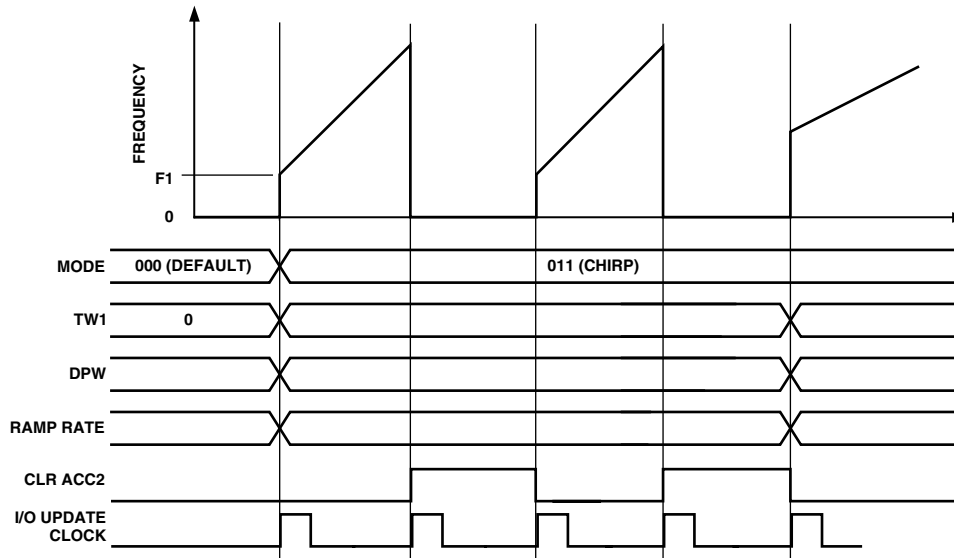 FREQUENCY
F1
0
MODE
000 (DEFAULT)
011 (CHIRP)
TW1
0
DPW
RAMP RATE
CLR ACC2
I/O UPDATE
CLOCK